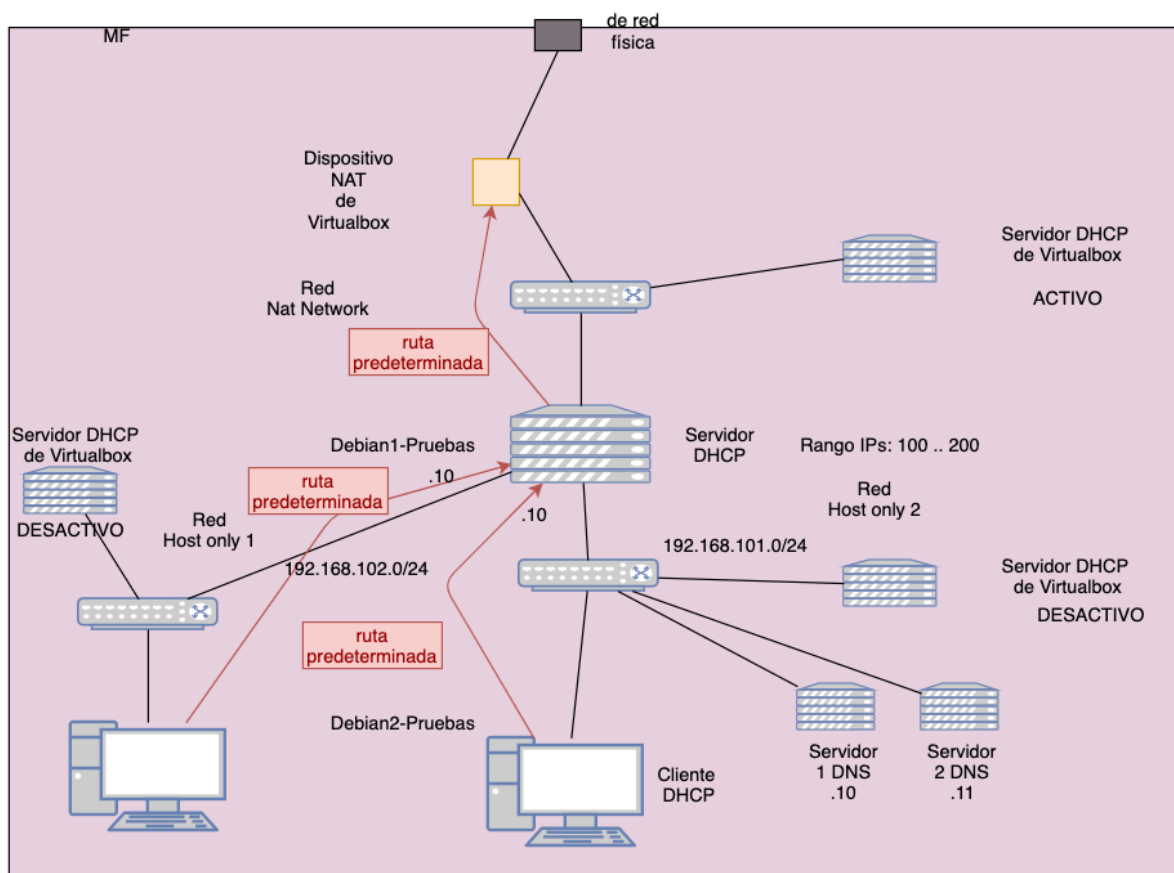 MF
de red
física
Dispositivo
NAT
de
Virtualbox
Servidor DHCP
de Virtualbox
ACTIVO
Red
Nat Network
ruta
predeterminada
Servidor DHCP
de Virtualbox
DESACTIVO
Debian1-Pruebas
.10
Servidor
DHCP
Rango IPs: 100 .. 200
ruta
predeterminada
Red
Host only 1
192.168.102.0/24
.10
Red
Host only 2
192.168.101.0/24
Servidor DHCP
de Virtualbox
DESACTIVO
ruta
predeterminada
Debian2-Pruebas
Cliente
DHCP
Servidor
1 DNS
.10
Servidor
2 DNS
.11